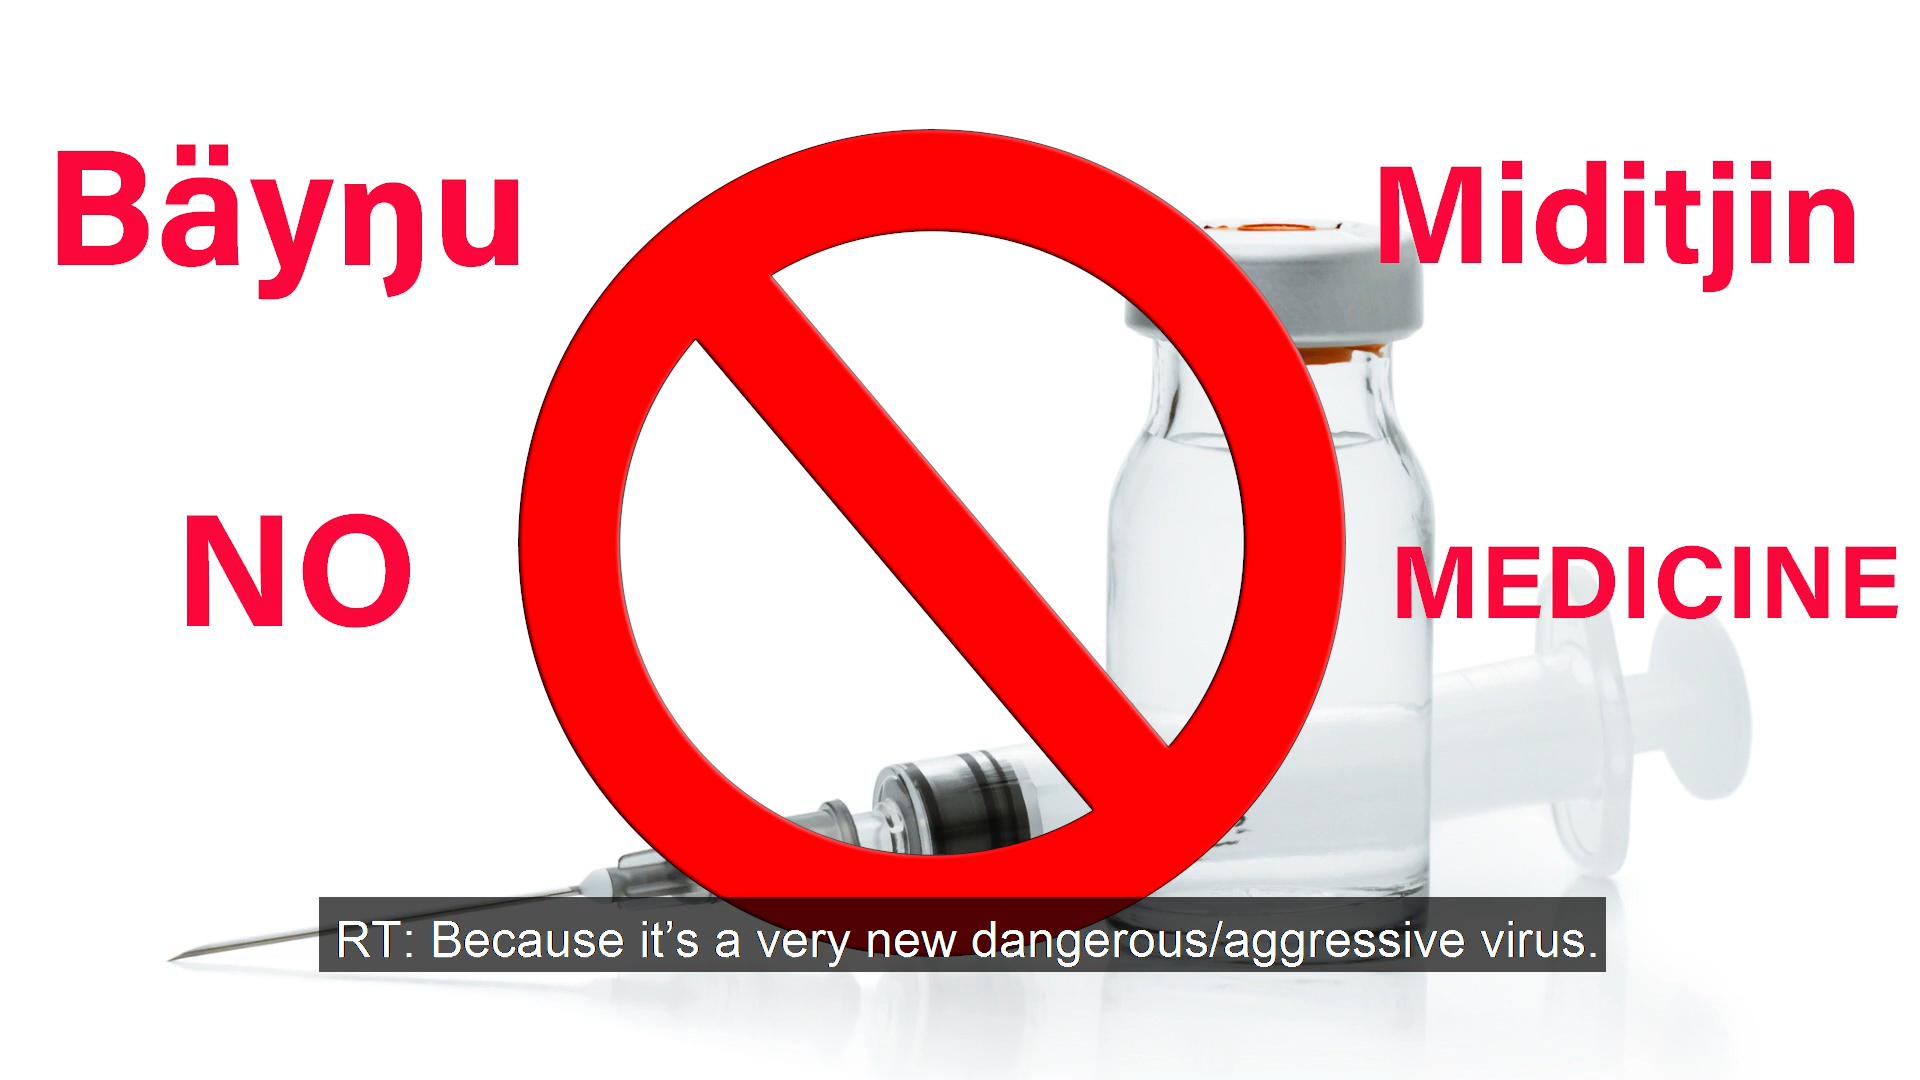 Bäyŋu
Miditjin
NO
MEDICINE
RT: Because it’s a very new dangerous/aggressive virus.